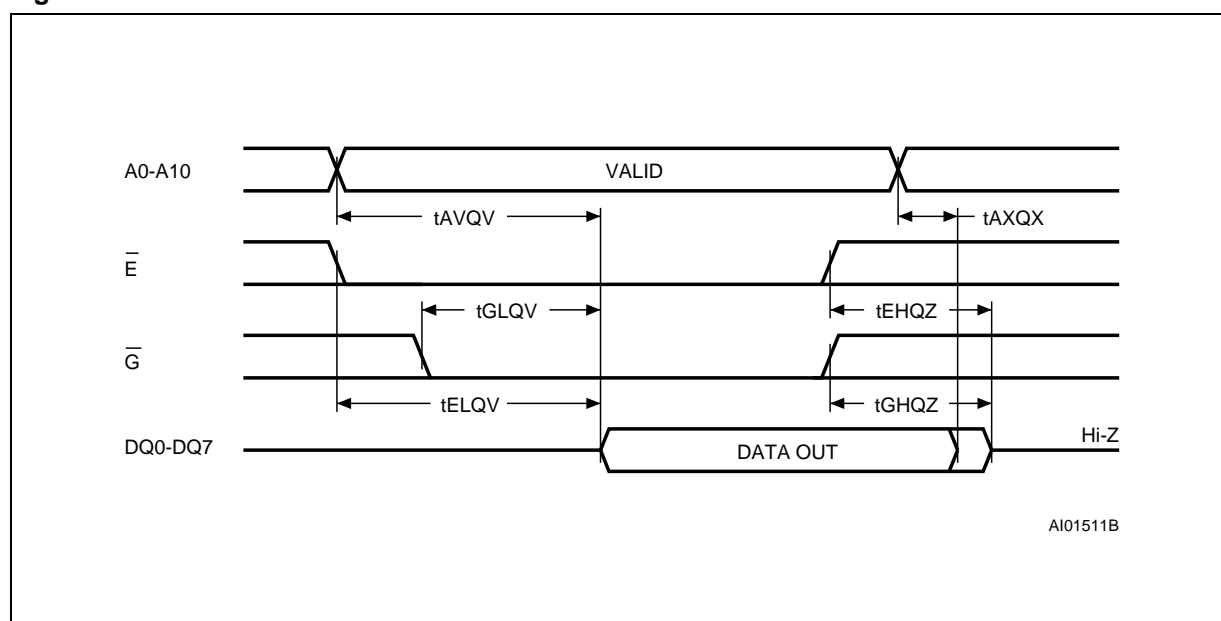 A0-A10
VALID
tAVQV
tAXQX
E̅
tGLQV
tEHQZ
G̅
tELQV
tGHQZ
DQ0-DQ7
DATA OUT
Hi-Z
AI01511B